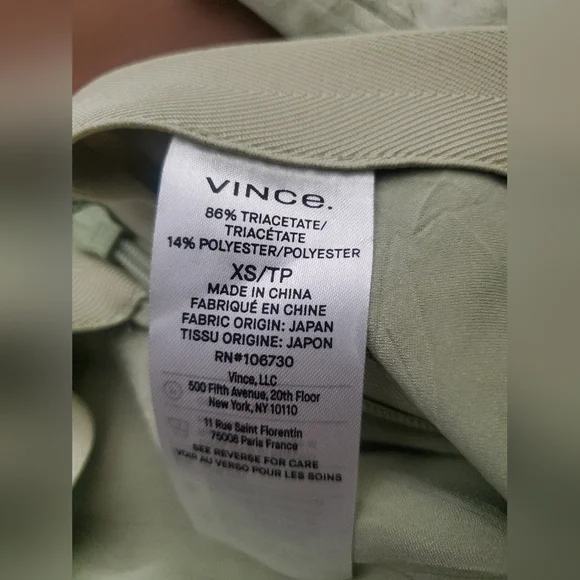 VINCE.
86% TRIACETATE/
TRIACÉTATE
14% POLYESTER/POLYESTER
XS/TP
MADE IN CHINA
FABRIQUÉ EN CHINE
FABRIC ORIGIN: JAPAN
TISSU ORIGINE: JAPON
RN#106730
Vince, LLC
500 Fifth Avenue, 20th Floor
New York, NY 10110
11 Rue Saint Florentin
75008 Paris France
SEE REVERSE FOR CARE
VOIR AU VERSO POUR LES SOINS